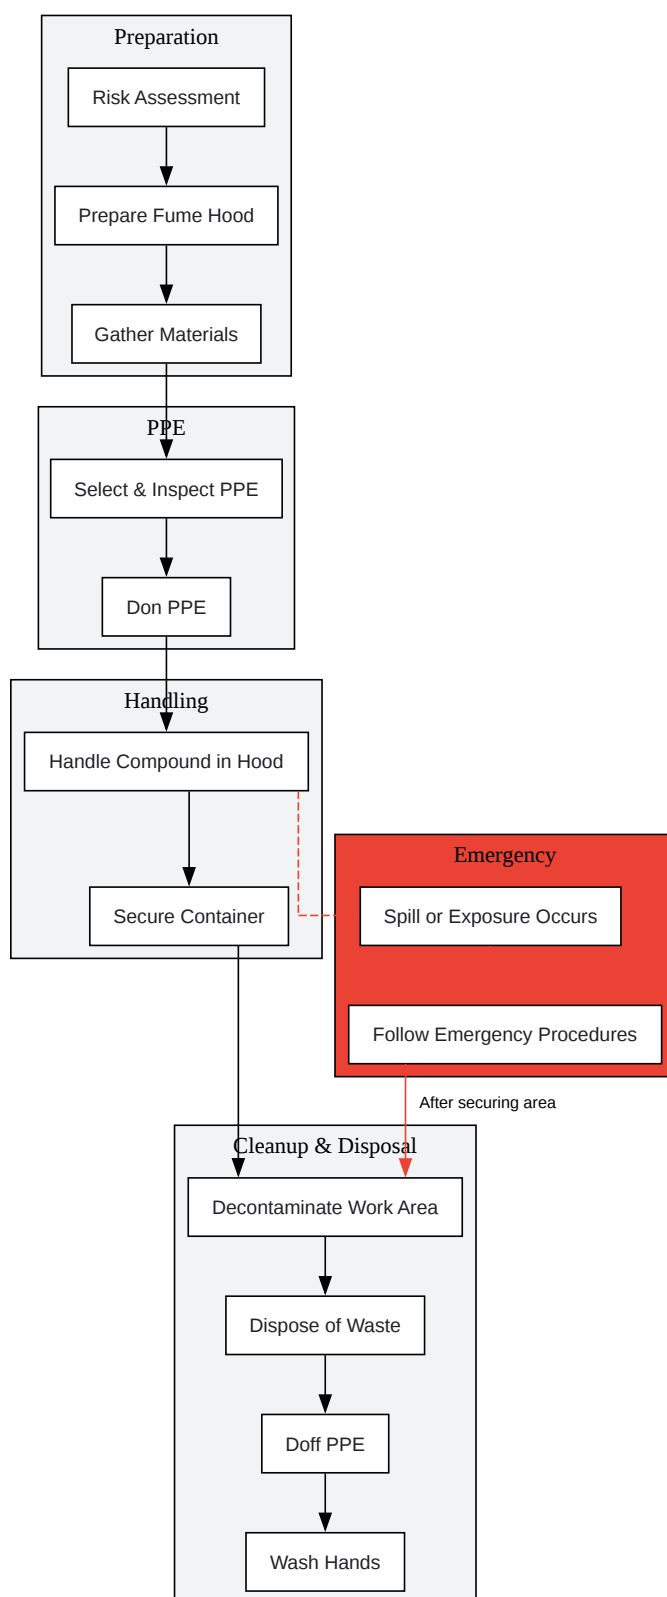 Preparation
Risk Assessment
Prepare Fume Hood
Gather Materials
PPE
Select & Inspect PPE
Don PPE
Handling
Handle Compound in Hood
Secure Container
Emergency
Spill or Exposure Occurs
Follow Emergency Procedures
After securing area
Cleanup & Disposal
Decontaminate Work Area
Dispose of Waste
Doff PPE
Wash Hands